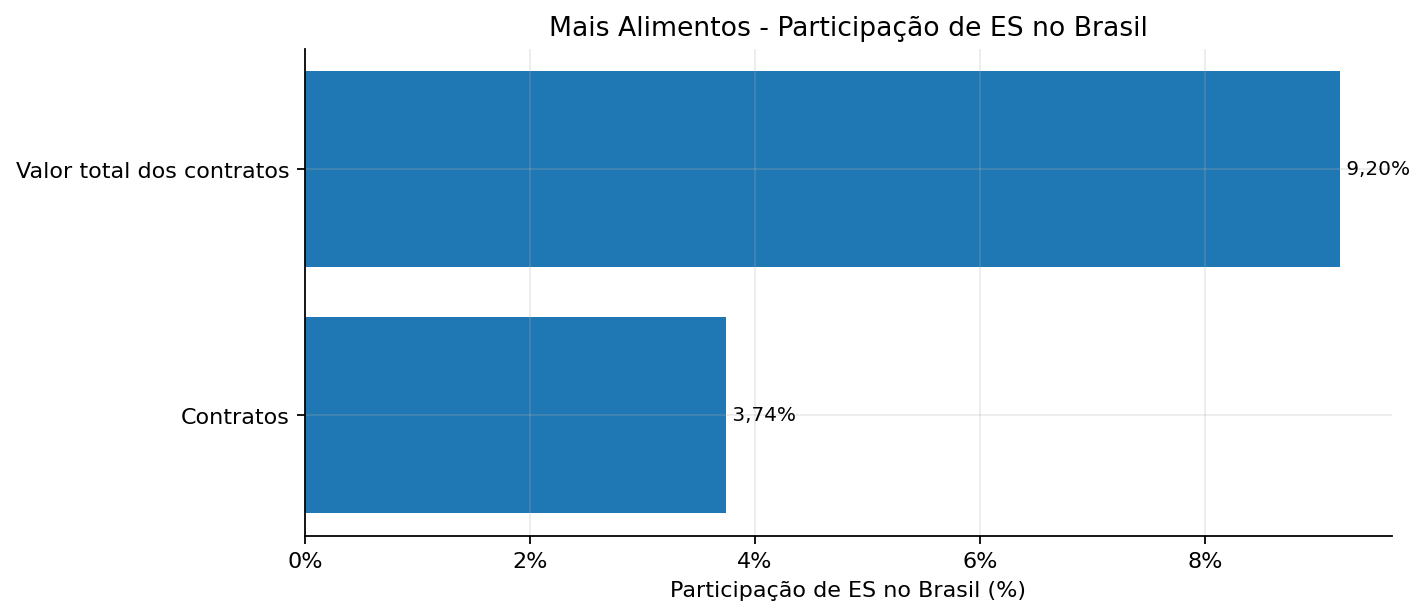 Mais Alimentos - Participação de ES no Brasil
Valor total dos contratos
9,20%
Contratos
3,74%
0%
2%
4%
6%
8%
Participação de ES no Brasil (%)